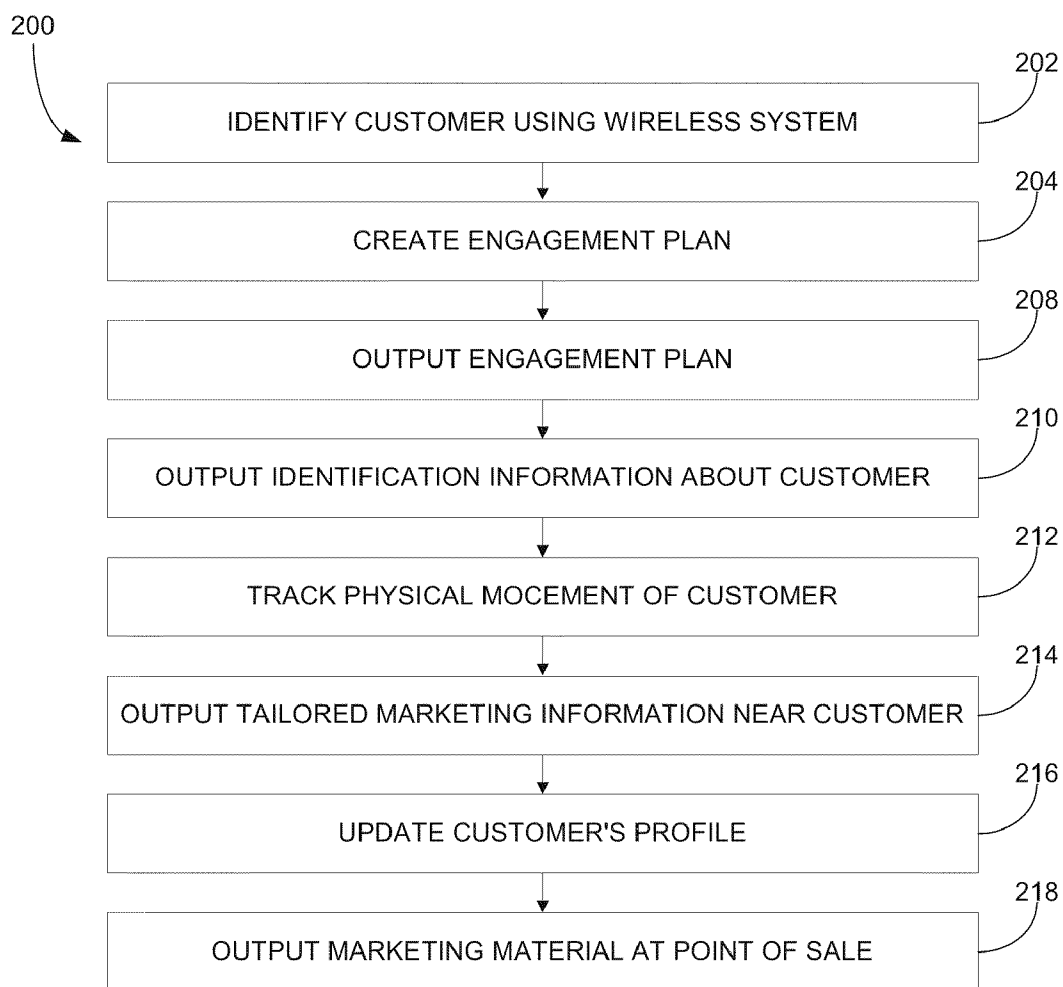 200
202
IDENTIFY CUSTOMER USING WIRELESS SYSTEM
204
CREATE ENGAGEMENT PLAN
208
OUTPUT ENGAGEMENT PLAN
210
OUTPUT IDENTIFICATION INFORMATION ABOUT CUSTOMER
212
TRACK PHYSICAL MOCEMENT OF CUSTOMER
214
OUTPUT TAILORED MARKETING INFORMATION NEAR CUSTOMER
216
UPDATE CUSTOMER'S PROFILE
218
OUTPUT MARKETING MATERIAL AT POINT OF SALE